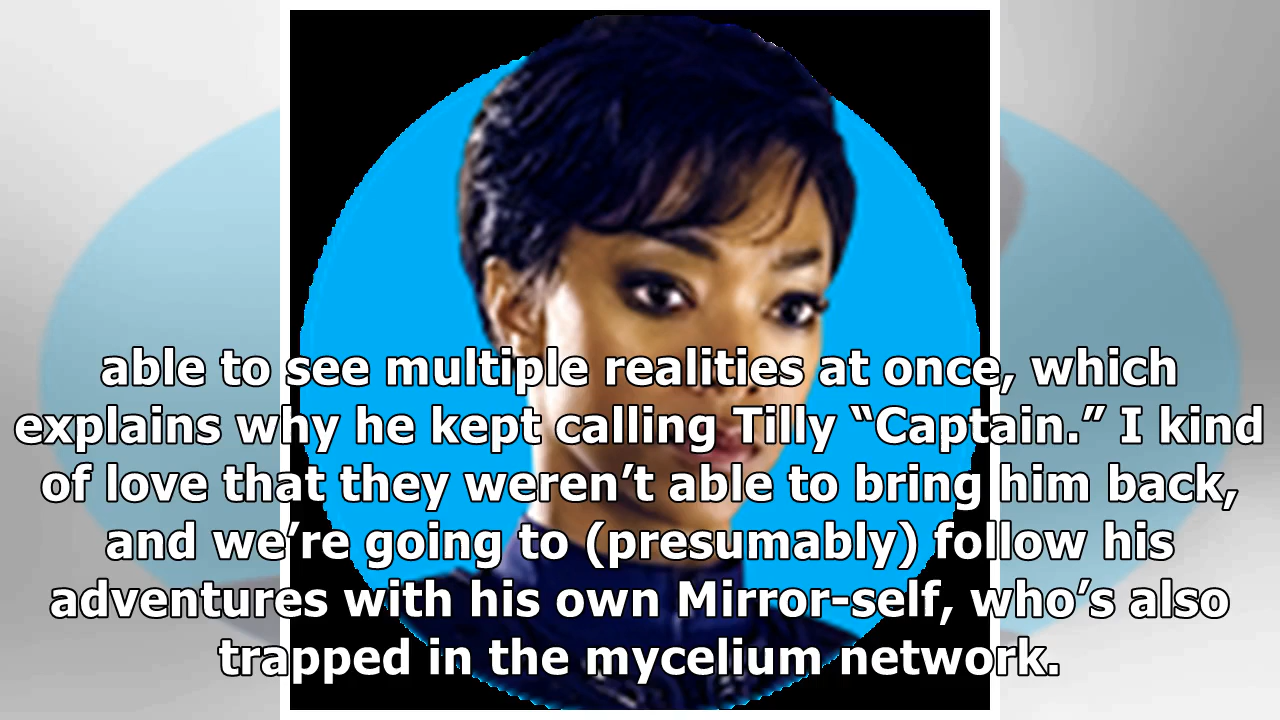 able to see multiple realities at once, which
explains why he kept calling Tilly “Captain.” I kind
of love that they weren’t able to bring him back,
and we’re going to (presumably) follow his
adventures with his own Mirror-self, who’s also
trapped in the mycelium network.